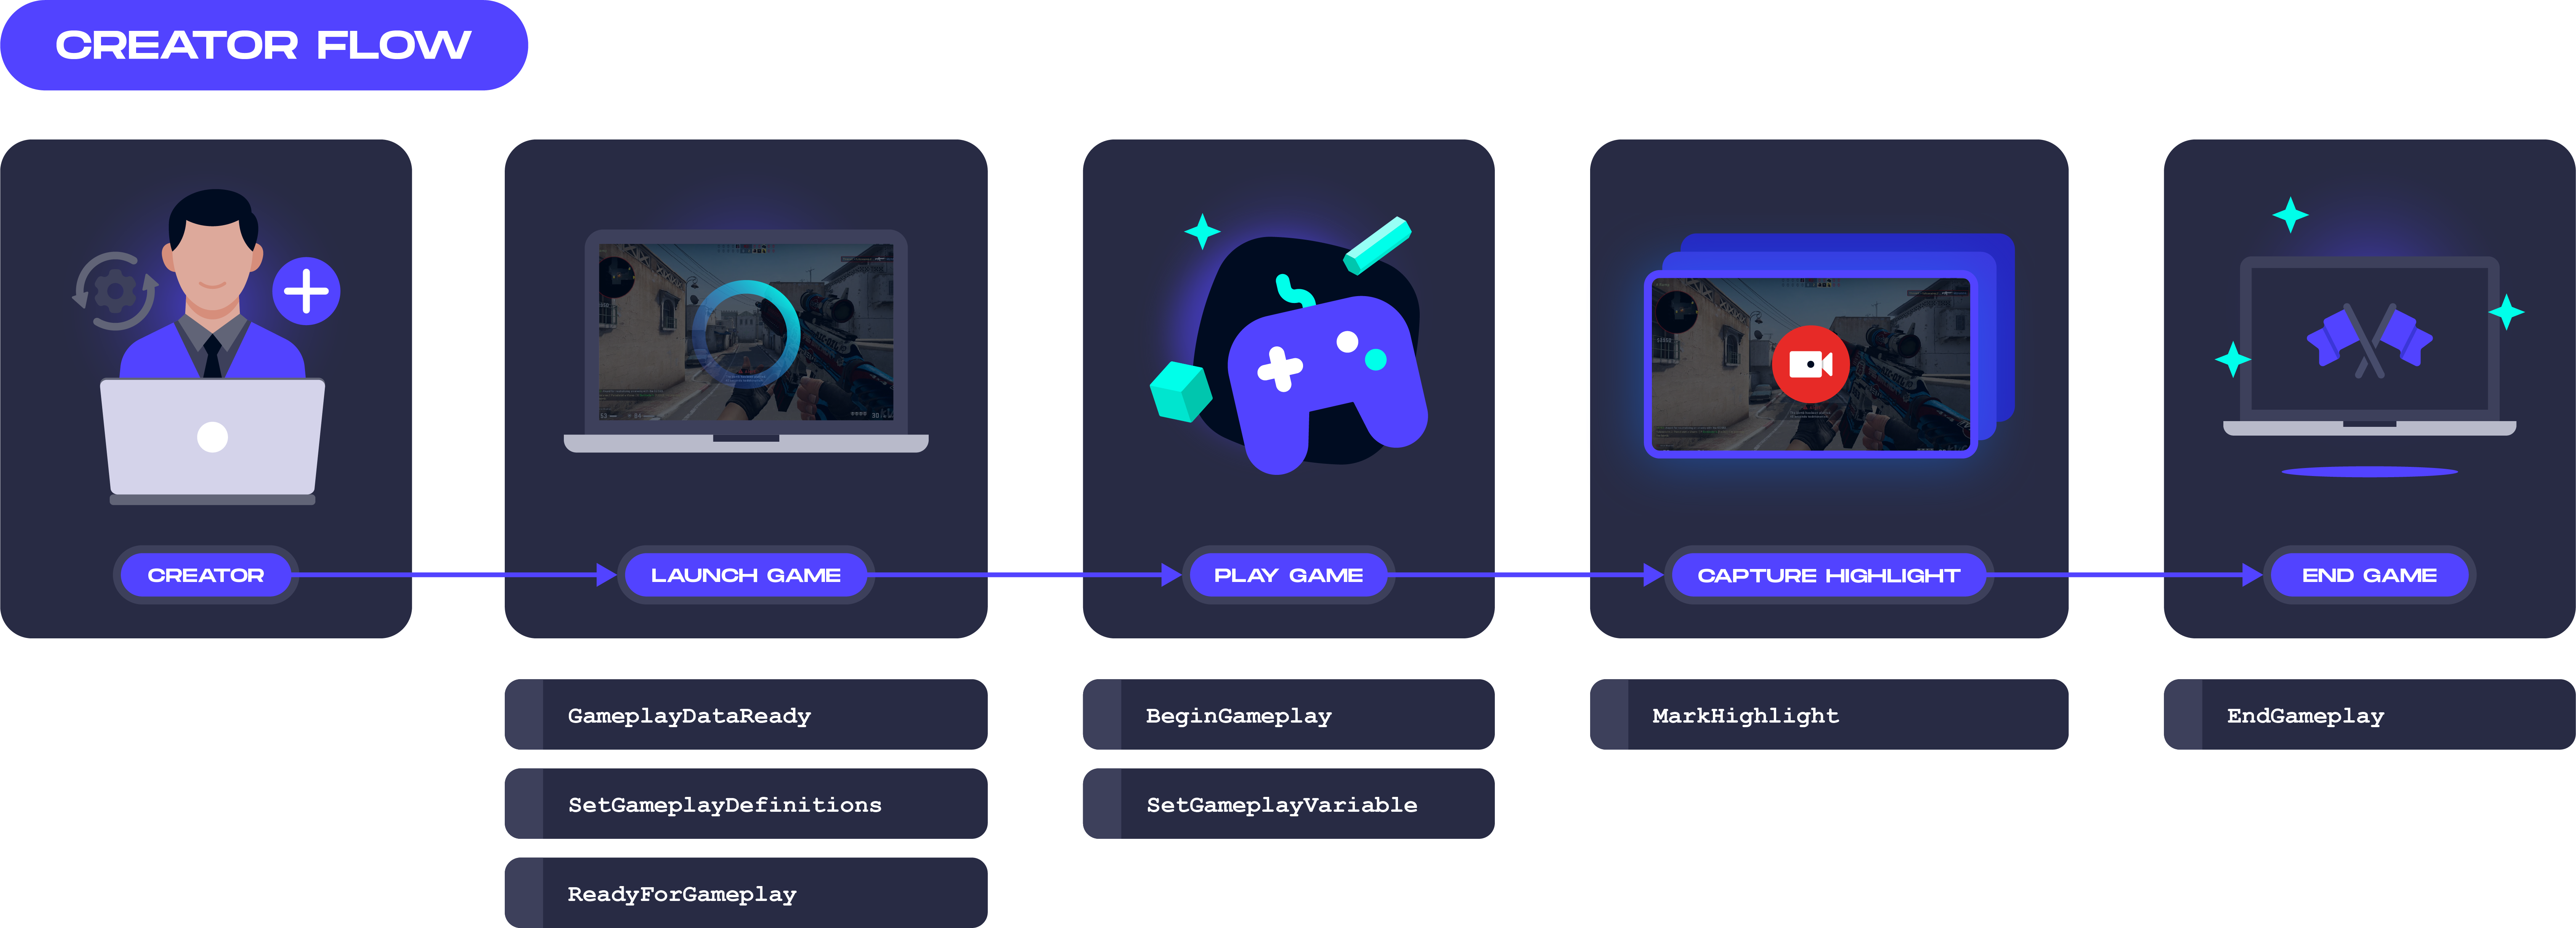 CREATOR FLOW
CREATOR
LAUNCH GAME
PLAY GAME
CAPTURE HIGHLIGHT
END GAME
GameplayDataReady
SetGameplayDefinitions
ReadyForGameplay
BeginGameplay
SetGameplayVariable
MarkHighlight
EndGameplay